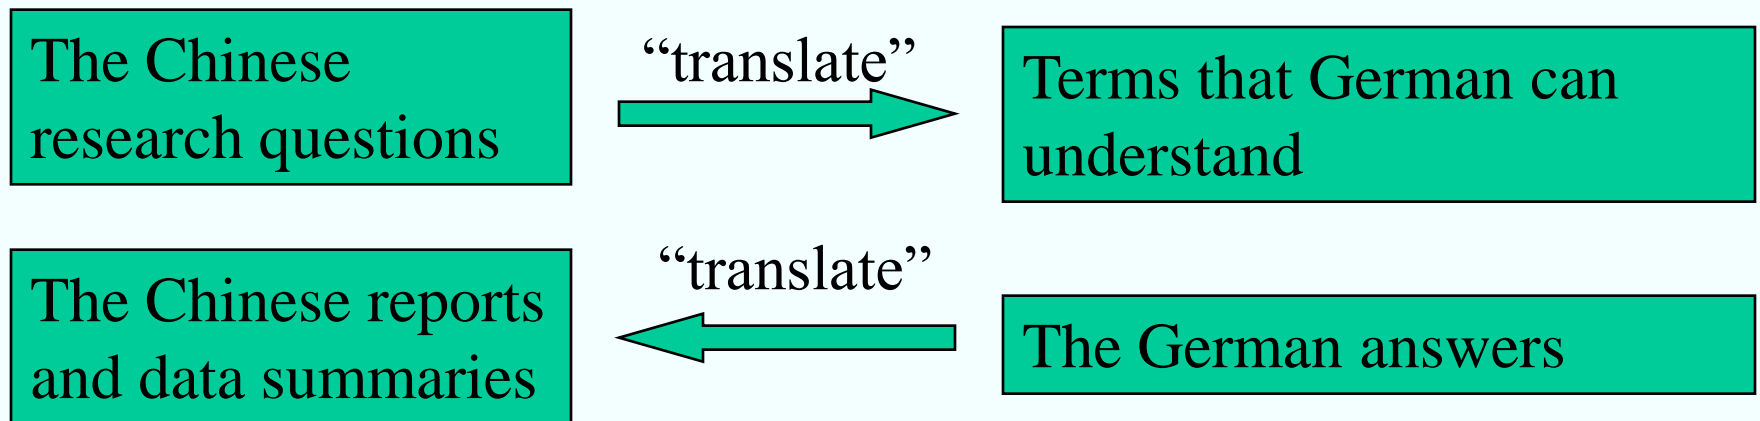 The Chinese
research questions
“translate”
Terms that German can
understand
The Chinese reports
and data summaries
“translate”
The German answers